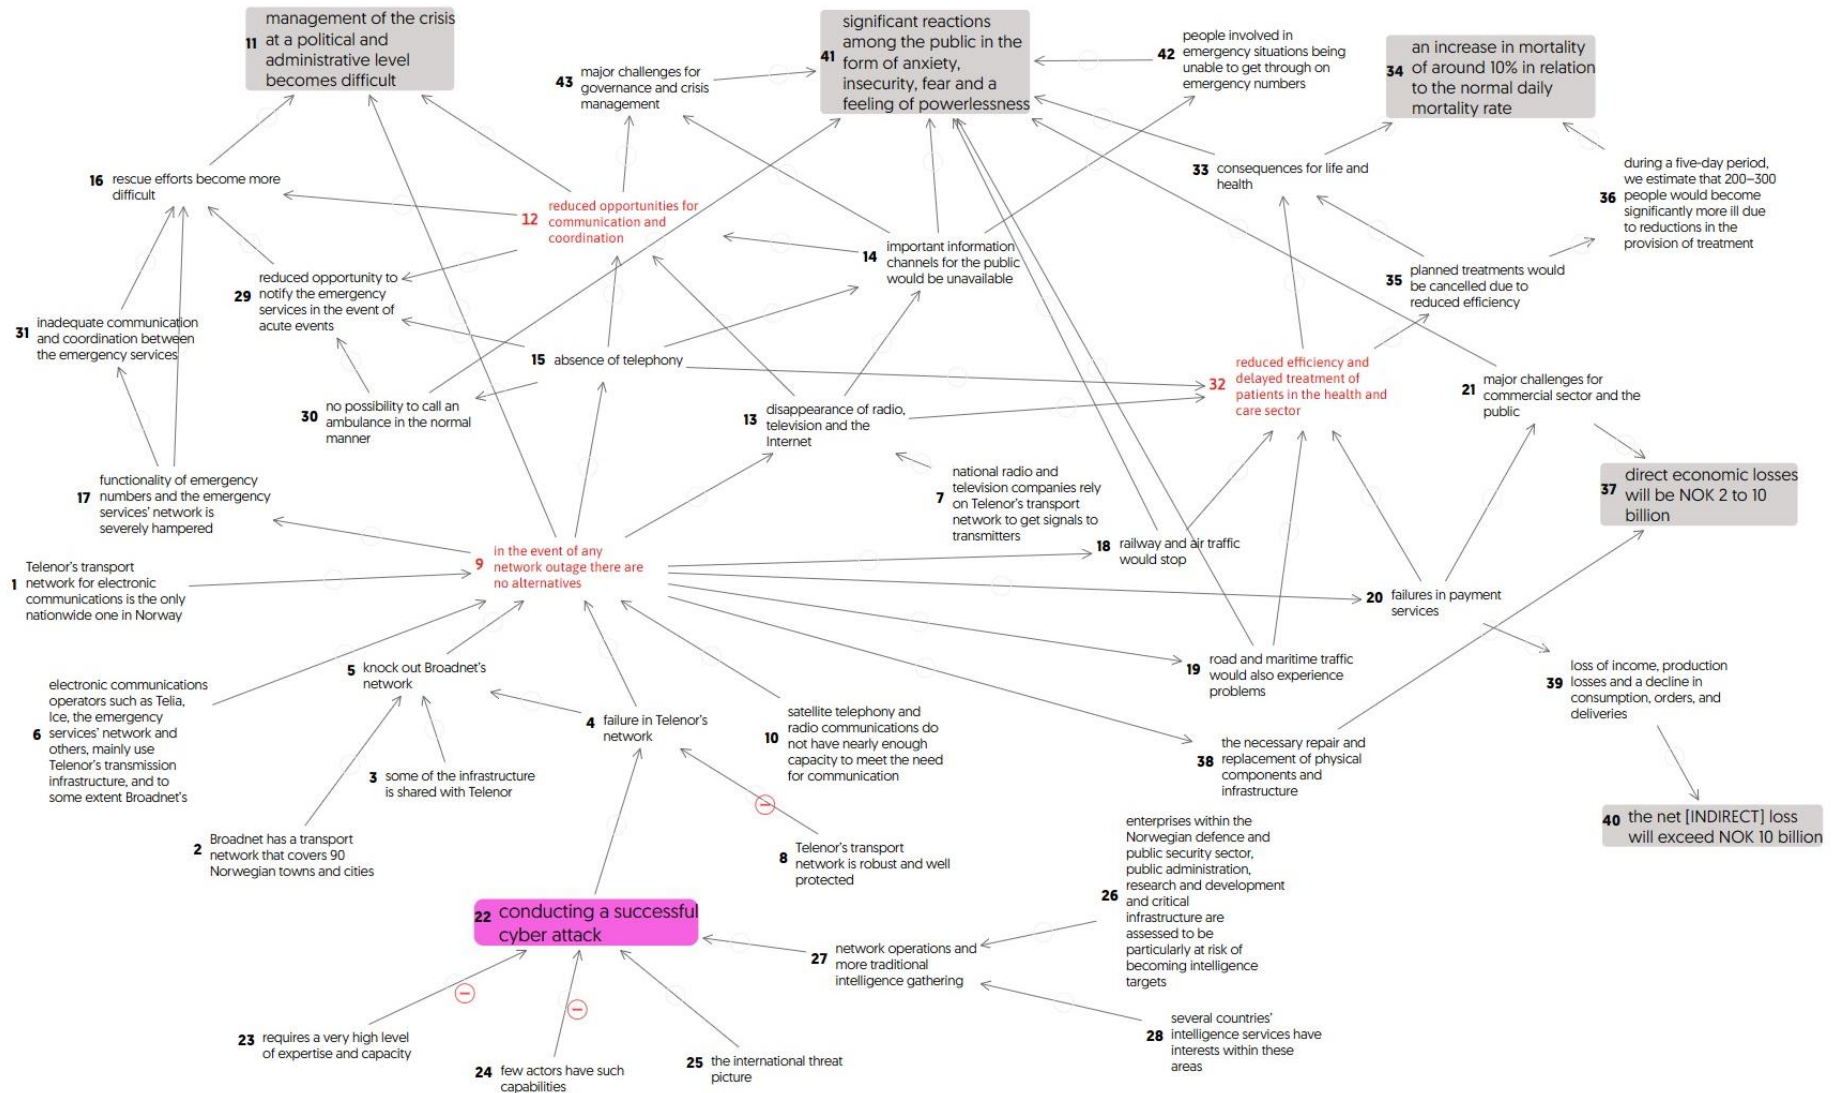 11 management of the crisis
at a political and
administrative level
becomes difficult
43 major challenges for
governance and crisis
management
41 significant reactions
among the public in the
form of anxiety,
insecurity, fear and a
feeling of powerlessness
42 people involved in
emergency situations being
unable to get through on
emergency numbers
34 an increase in mortality
of around 10% in relation
to the normal daily
mortality rate
16 rescue efforts become more
difficult
12 reduced opportunities for
communication and
coordination
33 consequences for life and
health
36 during a five-day period,
we estimate that 200–300
people would become
significantly more ill due
to reductions in the
provision of treatment
14 important information
channels for the public
would be unavailable
29 reduced opportunity to
notify the emergency
services in the event of
acute events
35 planned treatments would
be cancelled due to
reduced efficiency
31 inadequate communication
and coordination between
the emergency services
15 absence of telephony
32 reduced efficiency and
delayed treatment of
patients in the health and
care sector
21 major challenges for
commercial sector and the
public
30 no possibility to call an
ambulance in the normal
manner
13 disappearance of radio,
television and the
Internet
17 functionality of emergency
numbers and the emergency
services' network is
severely hampered
7 national radio and
television companies rely
on Telenor's transport
network to get signals to
transmitters
37 direct economic losses
will be NOK 2 to 10
billion
18 railway and air traffic
would stop
9 in the event of any
network outage there are
no alternatives
1 Telenor's transport
network for electronic
communications is the only
nationwide one in Norway
20 failures in payment
services
5 knock out Broadnet's
network
19 road and maritime traffic
would also experience
problems
39 loss of income, production
losses and a decline in
consumption, orders, and
deliveries
6 electronic communications
operators such as Telia,
Ice, the emergency
services' network and
others, mainly use
Telenor's transmission
infrastructure, and to
some extent Broadnet's
4 failure in Telenor's
network
10 satellite telephony and
radio communications do
not have nearly enough
capacity to meet the need
for communication
38 the necessary repair and
replacement of physical
components and
infrastructure
3 some of the infrastructure
is shared with Telenor
40 the net [INDIRECT] loss
will exceed NOK 10 billion
2 Broadnet has a transport
network that covers 90
Norwegian towns and cities
8 Telenor's transport
network is robust and well
protected
26 enterprises within the
Norwegian defence and
public security sector,
public administration,
research and development
and critical
infrastructure are
assessed to be
particularly at risk of
becoming intelligence
targets
22 conducting a successful
cyber attack
27 network operations and
more traditional
intelligence gathering
23 requires a very high level
of expertise and capacity
24 few actors have such
capabilities
25 the international threat
picture
28 several countries'
intelligence services have
interests within these
areas